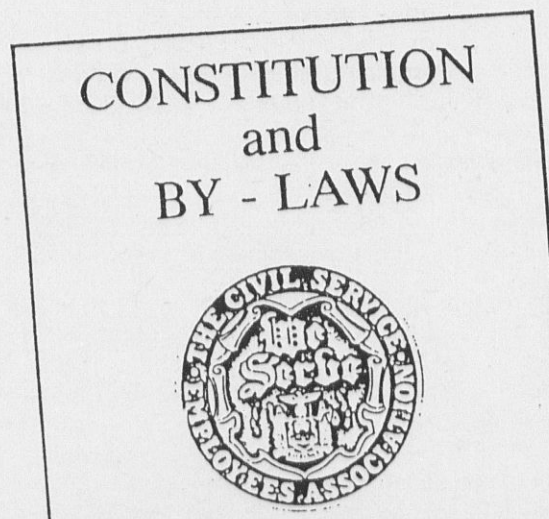 CONSTITUTION
and
BY - LAWS
THE CIVIL SERVICE
EMPLOYEES ASSOCIATION
We
Serve